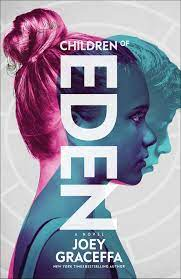 CHILDREN OF
EDEN
A NOVEL
JOEY
GRACEFFA
NEW YORK TIMES BESTSELLING AUTHOR